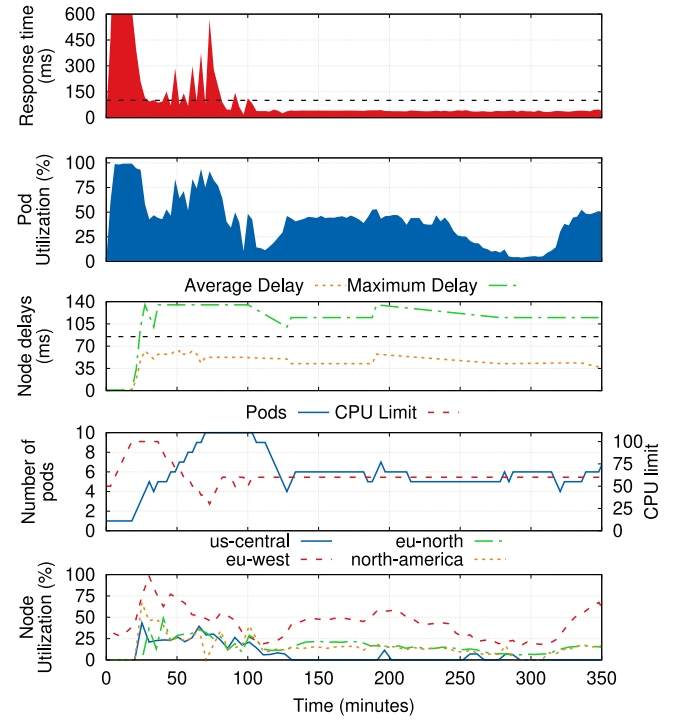 Response time
(ms)
600
450
300
150
0
Pod
Utilization (%)
100
75
50
25
0
Average Delay
Maximum Delay
Node delays
(ms)
140
105
70
35
0
Pods
CPU Limit
Number of
pods
10
8
6
4
2
0
100
75
50
25
0
CPU limit
us-central
eu-north
eu-west
north-america
Node
Utilization (%)
100
75
50
25
0
0 50 100 150 200 250 300 350
Time (minutes)